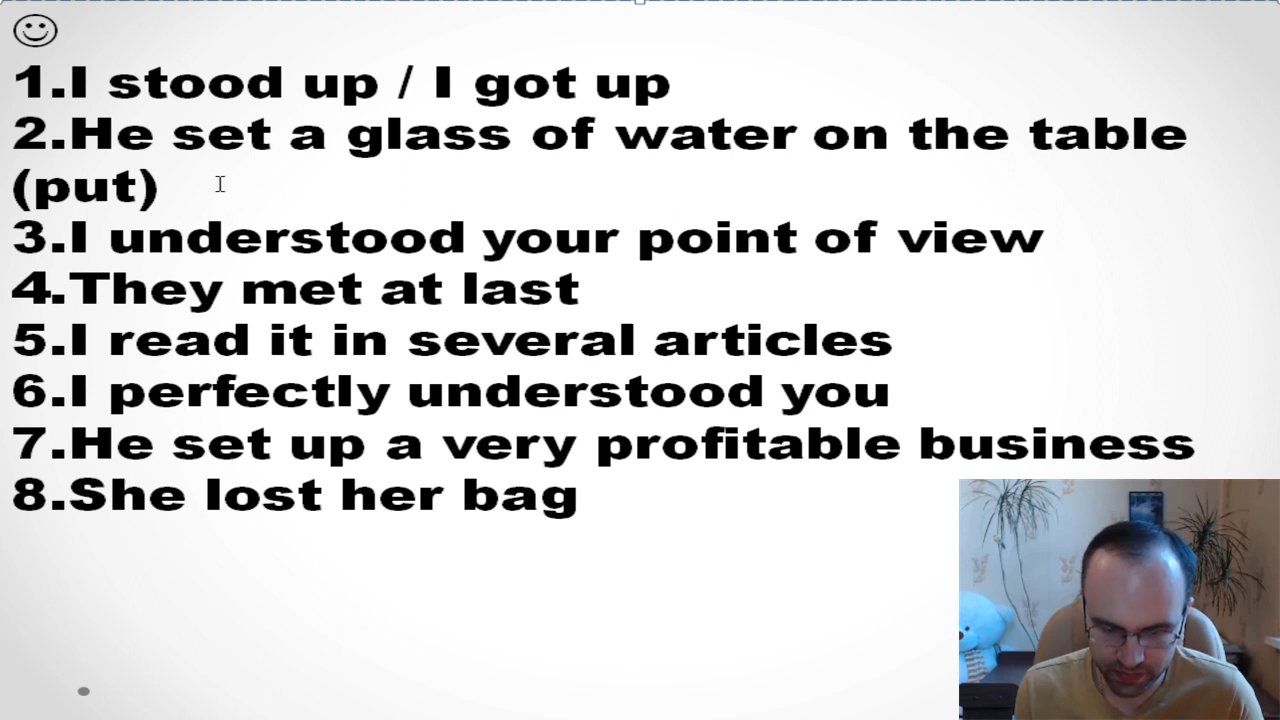 1.I stood up / I got up
2.He set a glass of water on the table
(put)
3.I understood your point of view
4.They met at last
5.I read it in several articles
6.I perfectly understood you
7.He set up a very profitable business
8.She lost her bag